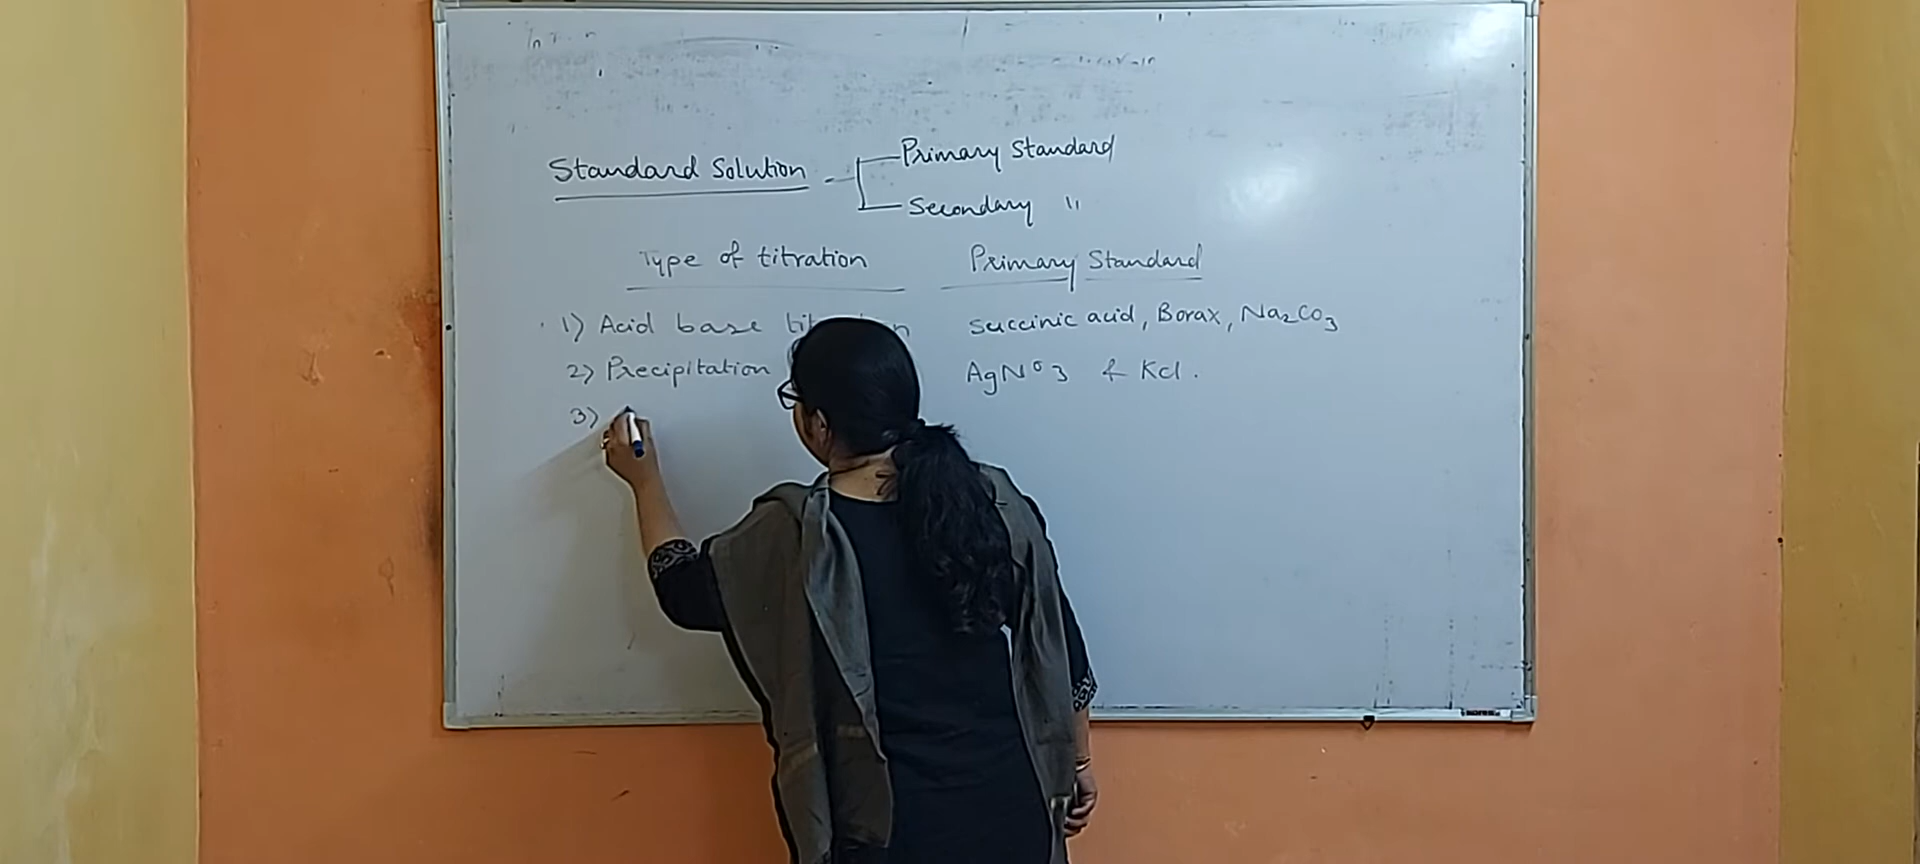 Standard Solution
Primary Standard
Secondary "
Type of titration Primary Standard
1) Acid base succinic acid, Borax, Na₂Co₃
2) Precipitation AgNO3 & Kcl.
3)